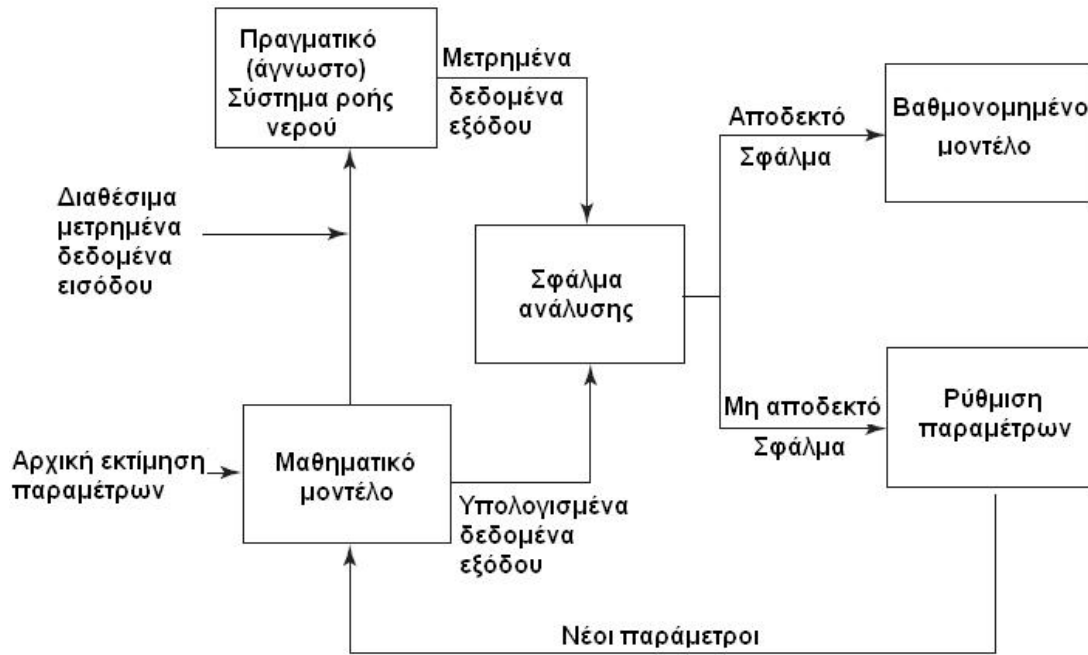 Πραγματικό
(άγνωστο)
Σύστημα ροής
νερού
Μετρημένα
δεδομένα
εξόδου
Αποδεκτό
Σφάλμα
Βαθμονομημένο
μοντέλο
Διαθέσιμα
μετρημένα
δεδομένα
εισόδου
Σφάλμα
ανάλυσης
Μη αποδεκτό
Σφάλμα
Ρύθμιση
παραμέτρων
Αρχική εκτίμηση
παραμέτρων
Μαθηματικό
μοντέλο
Υπολογισμένα
δεδομένα
εξόδου
Νέοι παράμετροι